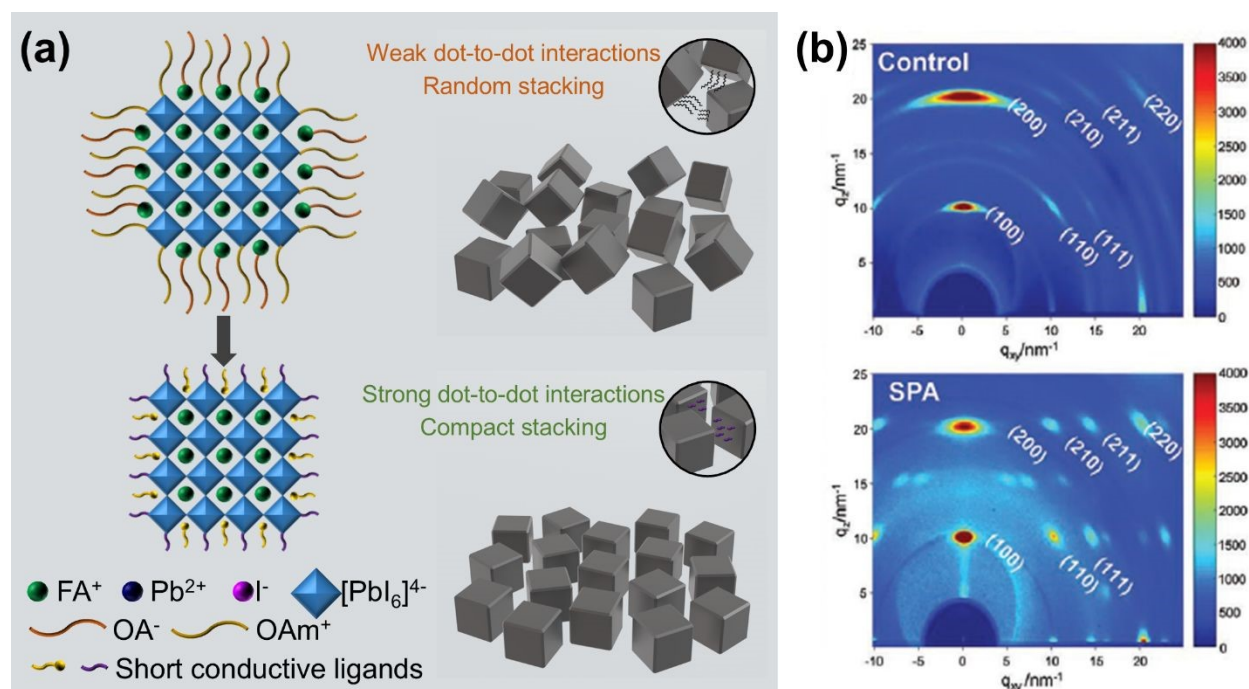 (a)
Weak dot-to-dot interactions
Random stacking
Strong dot-to-dot interactions
Compact stacking
FA⁺ Pb²⁺ I⁻ [PbI₆]⁴⁻
OA⁻ OAm⁺
Short conductive ligands
(b)
Control
25
20
15
10
5
qz/nm⁻¹
(200)
(210)
(211)
(220)
(100)
(110)
(111)
-10 -5 0 5 10 15 20
qxy/nm⁻¹
4000
3500
3000
2500
2000
1500
1000
500
0
SPA
25
20
15
10
5
qz/nm⁻¹
(200)
(210)
(211)
(220)
(100)
(110)
(111)
-10 -5 0 5 10 15 20
qxy/nm⁻¹
4000
3500
3000
2500
2000
1500
1000
500
0